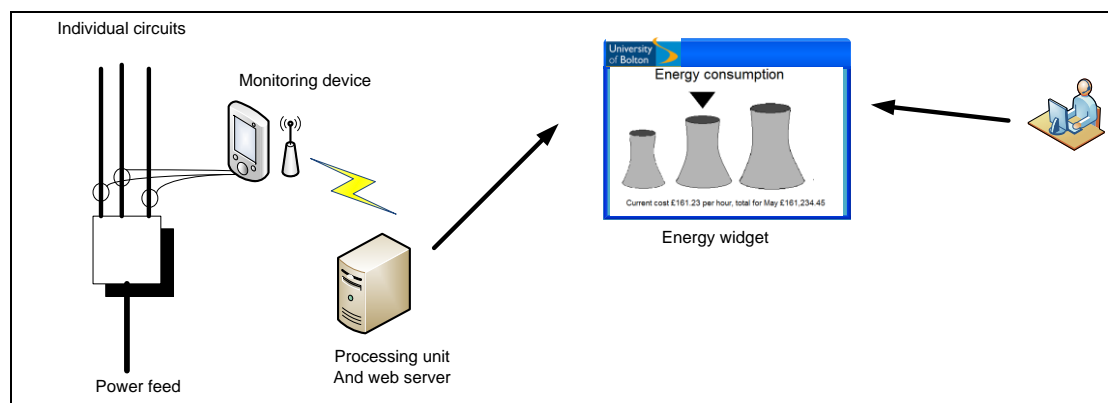 Individual circuits
Monitoring device
University
of Bolton
Energy consumption
Current cost £161.23 per hour, total for May £161,234.45
Energy widget
Processing unit
And web server
Power feed